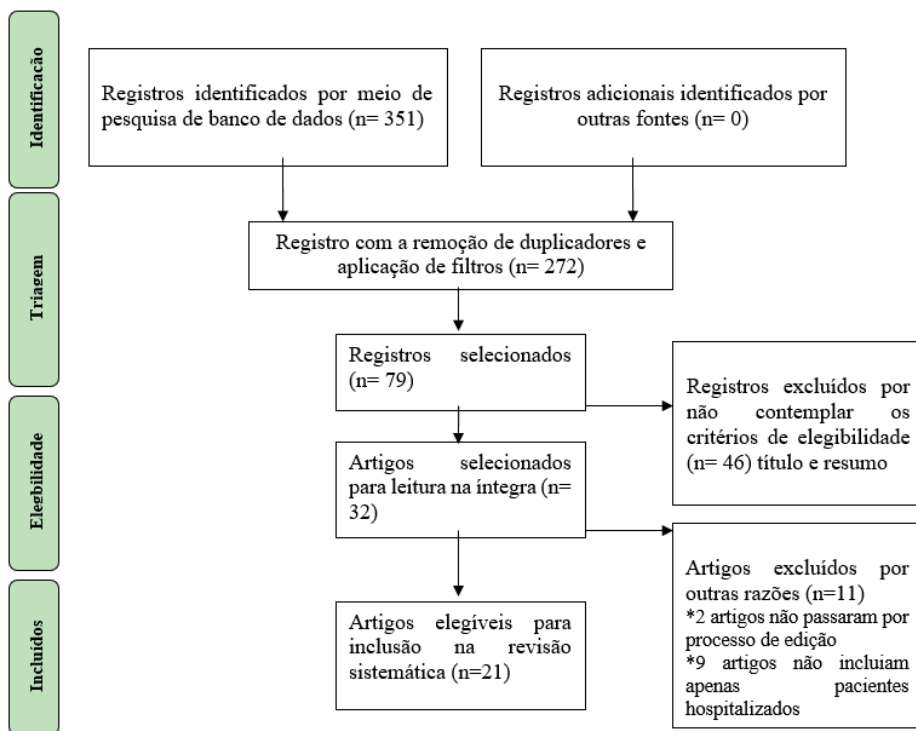 Identificacão
Registros identificados por meio de
pesquisa de banco de dados (n= 351)
Registros adicionais identificados por
outras fontes (n= 0)
Triagem
Registro com a remoção de duplicadores e
aplicação de filtros (n= 272)
Registros selecionados
(n= 79)
Registros excluídos por
não contemplar os
critérios de elegibilidade
(n= 46) título e resumo
Elegbilidade
Artigos selecionados
para leitura na íntegra (n=
32)
Artigos excluídos por
outras razões (n=11)
*2 artigos não passaram por
processo de edição
*9 artigos não incluiam
apenas pacientes
hospitalizados
Incluídos
Artigos elegíveis para
inclusão na revisão
sistemática (n=21)